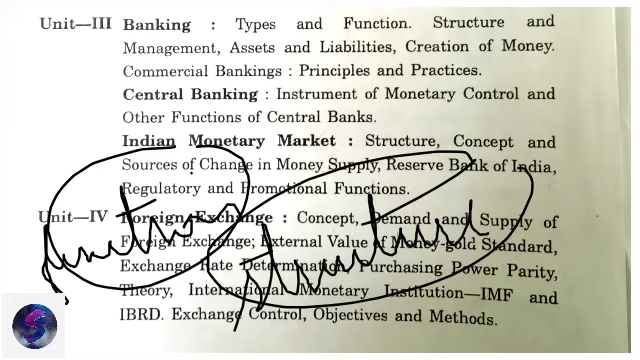 Unit—III Banking : Types and Function. Structure and
Management, Assets and Liabilities, Creation of Money.
Commercial Bankings : Principles and Practices.
Central Banking : Instrument of Monetary Control and
Other Functions of Central Banks.
Indian Monetary Market : Structure, Concept and
Sources of Change in Money Supply, Reserve Bank of India,
Regulatory and Promotional Functions.
Unit—IV Foreign Exchange : Concept, Demand and Supply of
Foreign Exchange; External Value of Money-gold Standard,
Exchange Rate Determination, Purchasing Power Parity,
Theory, International Monetary Institution—IMF and
IBRD. Exchange Control, Objectives and Methods.